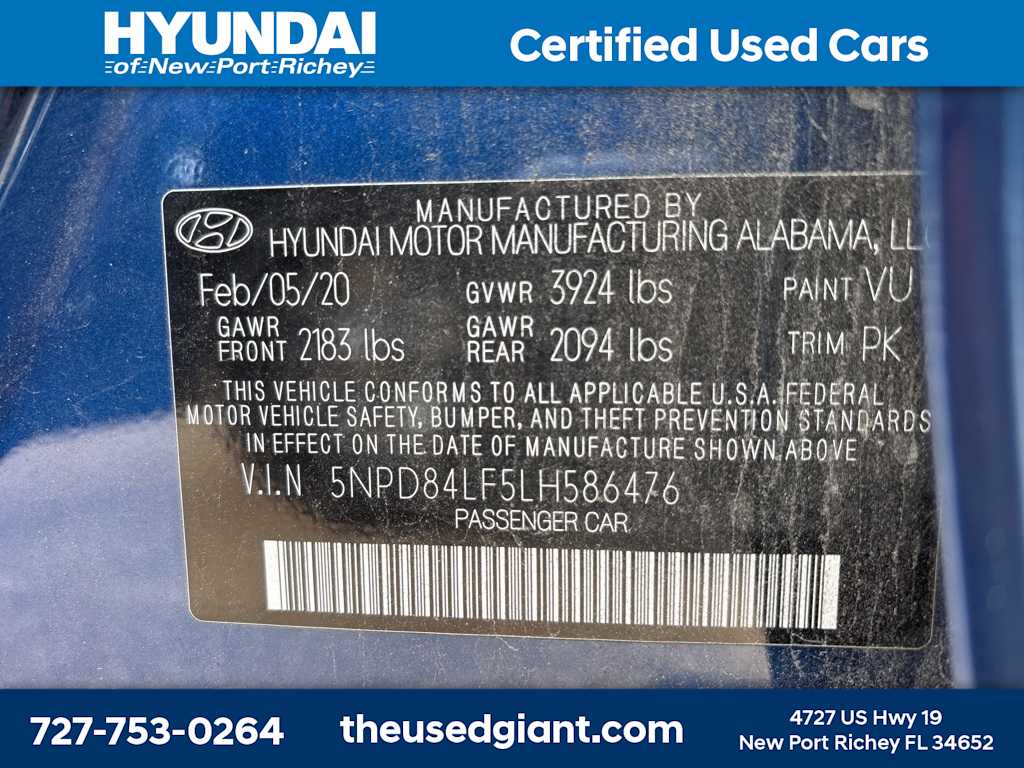 HYUNDAI
of New Port Richey
Certified Used Cars
MANUFACTURED BY
HYUNDAI MOTOR MANUFACTURING ALABAMA, LLC
Feb/05/20 GVWR 3924 lbs PAINT VU
GAWR FRONT 2183 lbs GAWR REAR 2094 lbs TRIM PK
THIS VEHICLE CONFORMS TO ALL APPLICABLE U.S.A. FEDERAL
MOTOR VEHICLE SAFETY, BUMPER, AND THEFT PREVENTION STANDARDS
IN EFFECT ON THE DATE OF MANUFACTURE SHOWN ABOVE
V.I.N 5NPD84LF5LH586476
PASSENGER CAR
727-753-0264
theusedgiant.com
4727 US Hwy 19
New Port Richey FL 34652